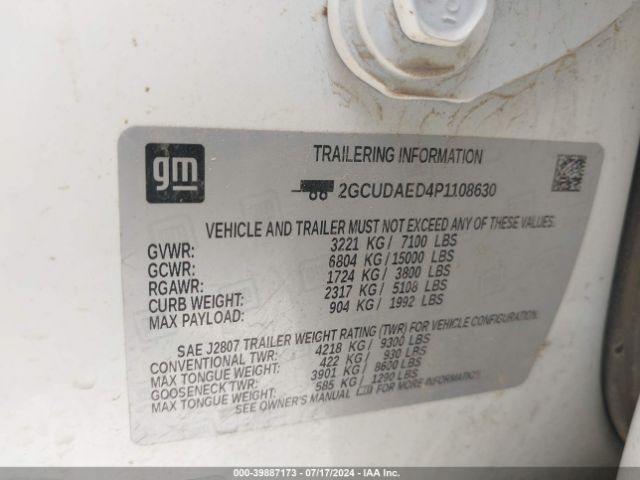 gm
TRAILERING INFORMATION
2GCUDAED4P1108630
VEHICLE AND TRAILER MUST NOT EXCEED ANY OF THESE VALUES.
GVWR: 3221 KG / 7100 LBS
GCWR: 6804 KG / 15000 LBS
RGAWR: 1724 KG / 3800 LBS
CURB WEIGHT: 2317 KG / 5108 LBS
MAX PAYLOAD: 904 KG / 1992 LBS
SAE J2807 TRAILER WEIGHT RATING (TWR) FOR VEHICLE CONFIGURATION.
CONVENTIONAL TWR: 4218 KG / 9300 LBS
MAX TONGUE WEIGHT: 422 KG / 930 LBS
GOOSENECK TWR: 3901 KG / 8600 LBS
MAX TONGUE WEIGHT: 585 KG / 1290 LBS
SEE OWNER'S MANUAL FOR MORE INFORMATION.
000-39887173 - 07/17/2024 - IAA Inc.